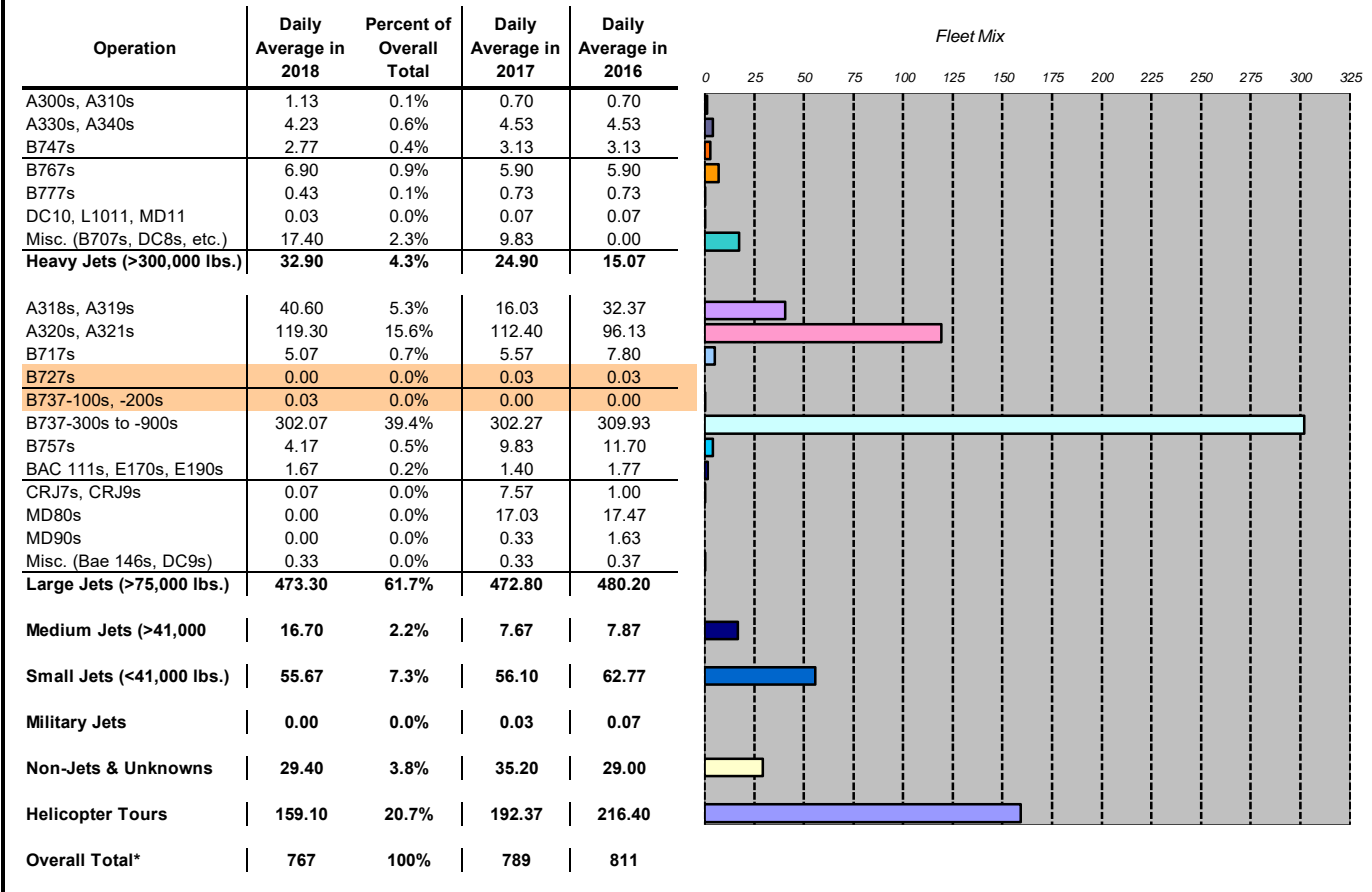 Operation Daily Average in 2018 Percent of Overall Total Daily Average in 2017 Daily Average in 2016
Fleet Mix
0 25 50 75 100 125 150 175 200 225 250 275 300 325
A300s, A310s 1.13 0.1% 0.70 0.70
A330s, A340s 4.23 0.6% 4.53 4.53
B747s 2.77 0.4% 3.13 3.13
B767s 6.90 0.9% 5.90 5.90
B777s 0.43 0.1% 0.73 0.73
DC10, L1011, MD11 0.03 0.0% 0.07 0.07
Misc. (B707s, DC8s, etc.) 17.40 2.3% 9.83 0.00
Heavy Jets (>300,000 lbs.) 32.90 4.3% 24.90 15.07
A318s, A319s 40.60 5.3% 16.03 32.37
A320s, A321s 119.30 15.6% 112.40 96.13
B717s 5.07 0.7% 5.57 7.80
B727s 0.00 0.0% 0.03 0.03
B737-100s, -200s 0.03 0.0% 0.00 0.00
B737-300s to -900s 302.07 39.4% 302.27 309.93
B757s 4.17 0.5% 9.83 11.70
BAC 111s, E170s, E190s 1.67 0.2% 1.40 1.77
CRJ7s, CRJ9s 0.07 0.0% 7.57 1.00
MD80s 0.00 0.0% 17.03 17.47
MD90s 0.00 0.0% 0.33 1.63
Misc. (Bae 146s, DC9s) 0.33 0.0% 0.33 0.37
Large Jets (>75,000 lbs.) 473.30 61.7% 472.80 480.20
Medium Jets (>41,000 16.70 2.2% 7.67 7.87
Small Jets (<41,000 lbs.) 55.67 7.3% 56.10 62.77
Military Jets 0.00 0.0% 0.03 0.07
Non-Jets & Unknowns 29.40 3.8% 35.20 29.00
Helicopter Tours 159.10 20.7% 192.37 216.40
Overall Total* 767 100% 789 811